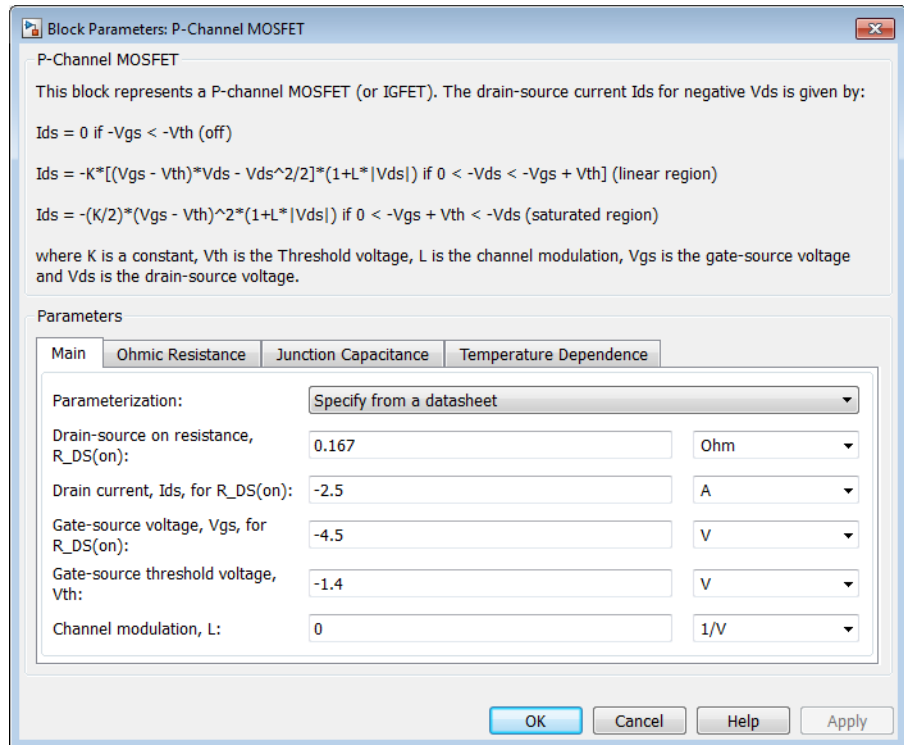 Block Parameters: P-Channel MOSFET
P-Channel MOSFET
This block represents a P-channel MOSFET (or IGFET). The drain-source current Ids for negative Vds is given by:
Ids = 0 if -Vgs < -Vth (off)
Ids = -K*[(Vgs - Vth)*Vds - Vds^2/2]*(1+L*|Vds|) if 0 < -Vds < -Vgs + Vth] (linear region)
Ids = -(K/2)*(Vgs - Vth)^2*(1+L*|Vds|) if 0 < -Vgs + Vth < -Vds (saturated region)
where K is a constant, Vth is the Threshold voltage, L is the channel modulation, Vgs is the gate-source voltage
and Vds is the drain-source voltage.
Parameters
Main Ohmic Resistance Junction Capacitance Temperature Dependence
Parameterization: Specify from a datasheet
Drain-source on resistance,
R_DS(on): 0.167 Ohm
Drain current, Ids, for R_DS(on): -2.5 A
Gate-source voltage, Vgs, for
R_DS(on): -4.5 V
Gate-source threshold voltage,
Vth: -1.4 V
Channel modulation, L: 0 1/V
OK Cancel Help Apply